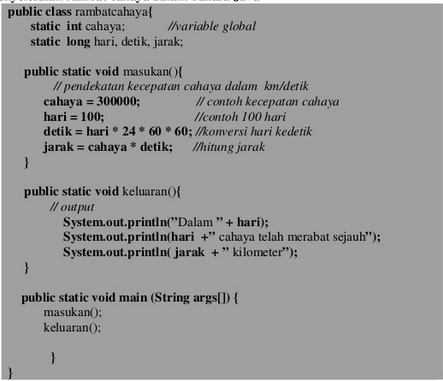 public class rambatcahaya{
static int cahaya; //variable global
static long hari, detik, jarak;
public static void masukan(){
// pendekatan kecepatan cahaya dalam km/detik
cahaya = 300000; // contoh kecepatan cahaya
hari = 100; //contoh 100 hari
detik = hari * 24 * 60 * 60; //konversi hari kedetik
jarak = cahaya * detik; //hitung jarak
}
public static void keluaran(){
// output
System.out.println(”Dalam ” + hari);
System.out.println(hari +” cahaya telah merabat sejauh”);
System.out.println( jarak + ” kilometer”);
}
public static void main (String args[]) {
masukan();
keluaran();
}
}